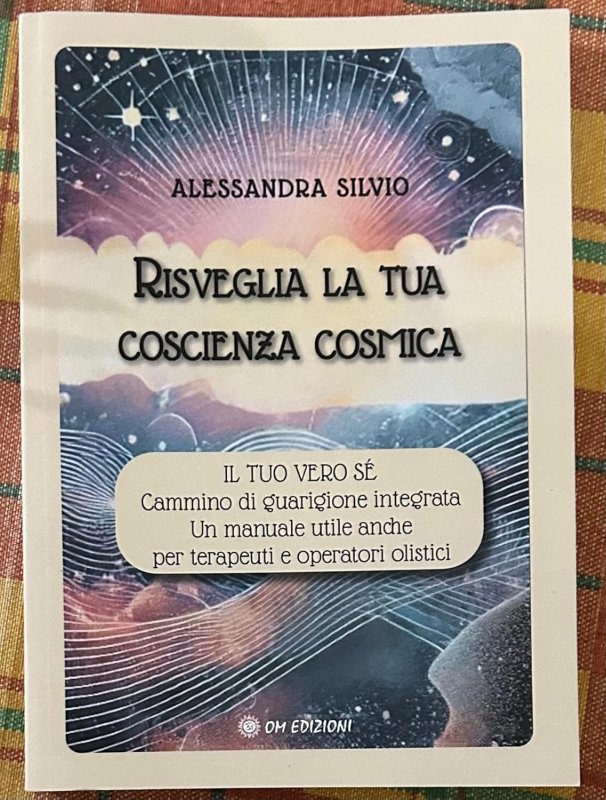 ALESSANDRA SILVIO
RISVEGLIA LA TUA
COSCIENZA COSMICA
IL TUO VERO SÉ
Cammino di guarigione integrata
Un manuale utile anche
per terapeuti e operatori olistici
OM EDIZIONI